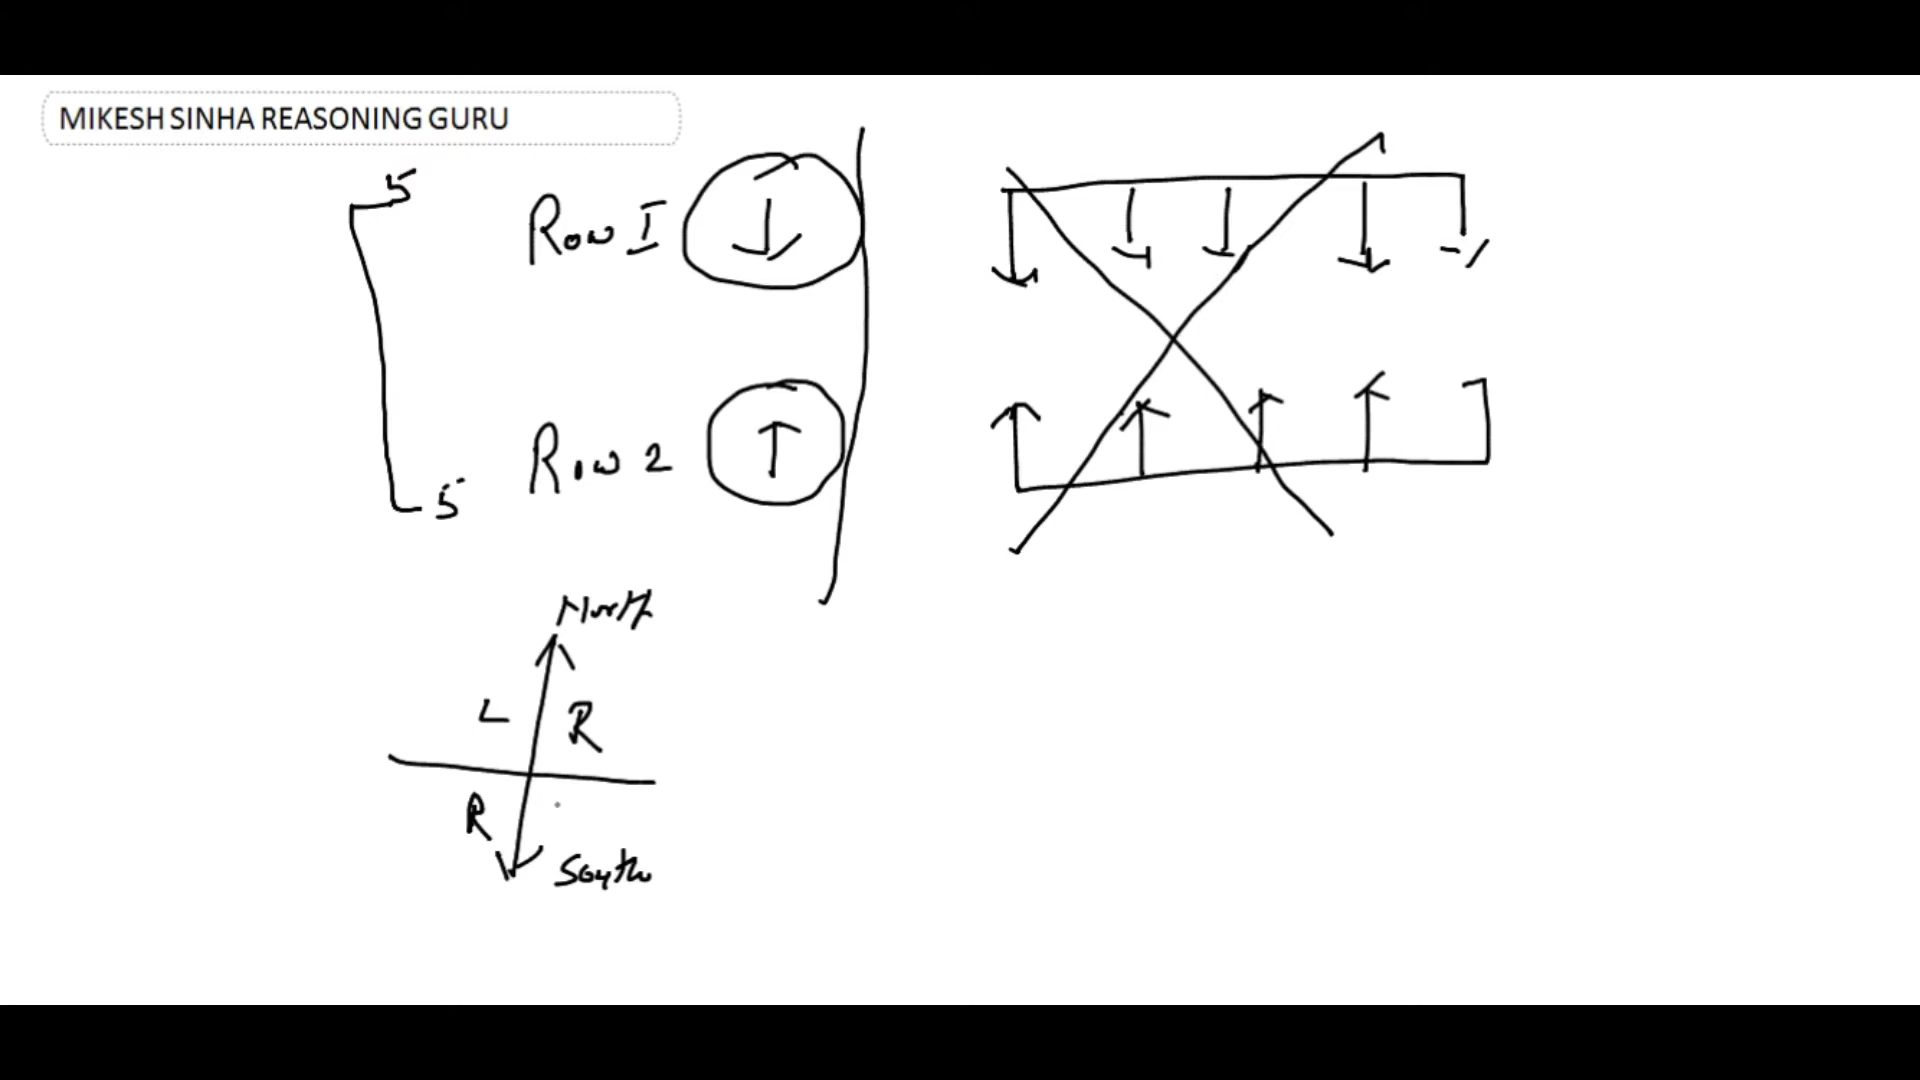 MIKESH SINHA REASONING GURU
5
Row I ↓
Row 2 ↑
5
North
L R
R
South